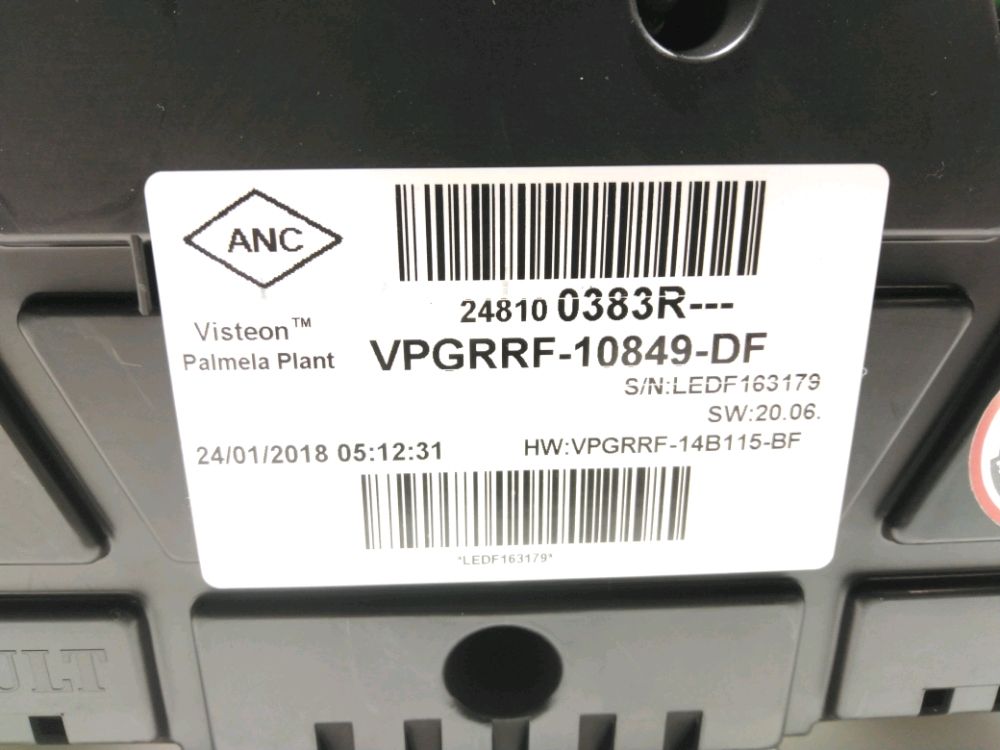 ANC
24810 0383R---
Visteon™
Palmela Plant
VPGRRF-10849-DF
S/N:LEDF163179
SW:20.06.
24/01/2018 05:12:31
HW:VPGRRF-14B115-BF
*LEDF163179*
ULT